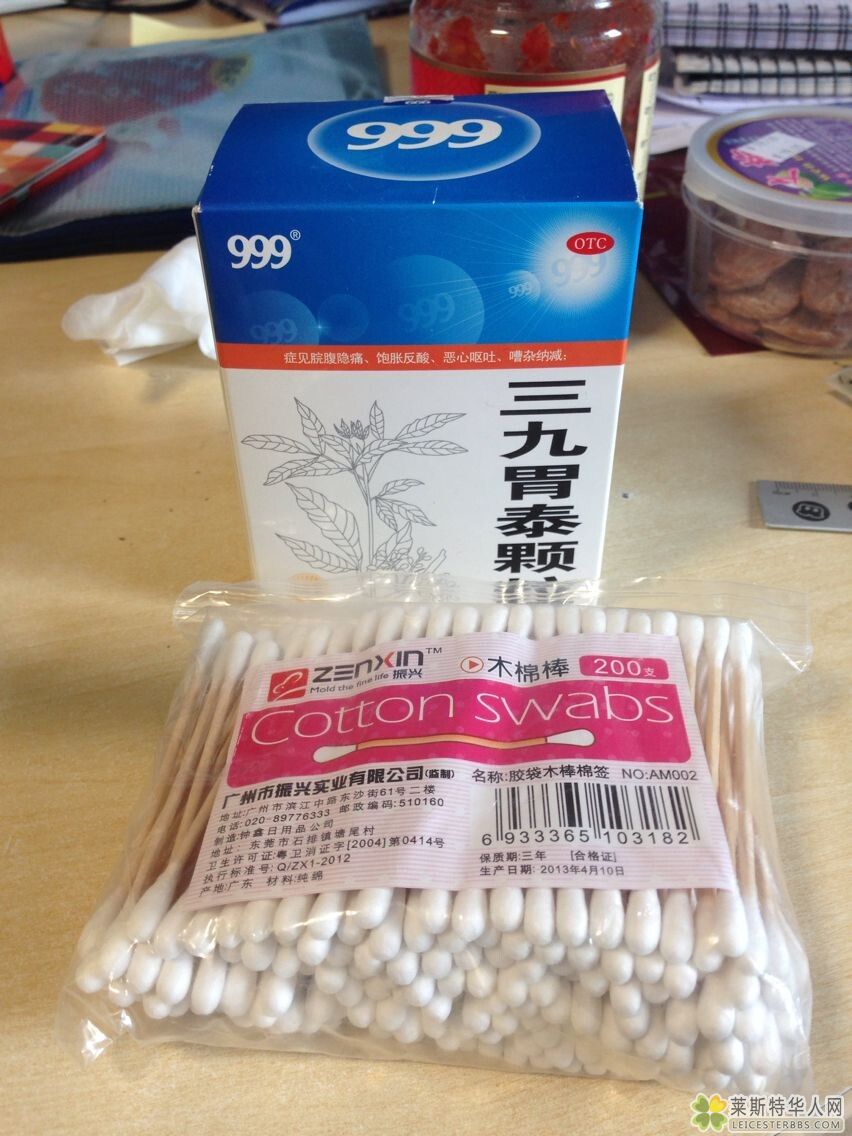 999
999®
OTC
999
999
999
999
症见脘腹隐痛、饱胀反酸、恶心呕吐、嘈杂纳减:
三九胃泰颗
ZENXIN™
Mold the fine life 振兴
木棉棒
200支
Cotton swabs
广州市振兴实业有限公司(监制)
地址:广州市滨江中路东沙街61号二楼
电话:020-89776333 邮政编码:510160
制造:钟鑫日用品公司
地址: 东莞市石排镇塘尾村
卫生许可证:粤卫消证字[2004]第0414号
执行标准号: Q/ZX1-2012
产地:广东 材料:纯绵
名称:胶袋木棒棉签 NO:AM002
6 933365 103182
保质期:三年 [合格证]
生产日期: 2013年4月10日
莱斯特华人网
LEICESTERBBS.COM